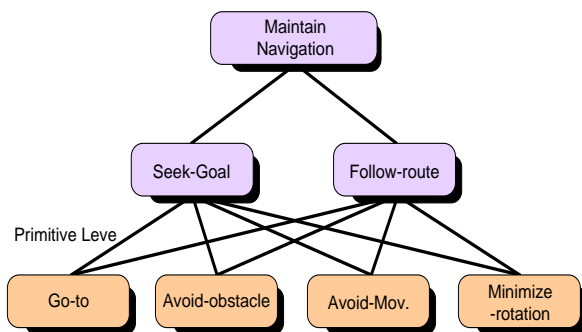 Maintain
Navigation
Seek-Goal
Follow-route
Primitive Leve
Go-to
Avoid-obstacle
Avoid-Mov.
Minimize
-rotation